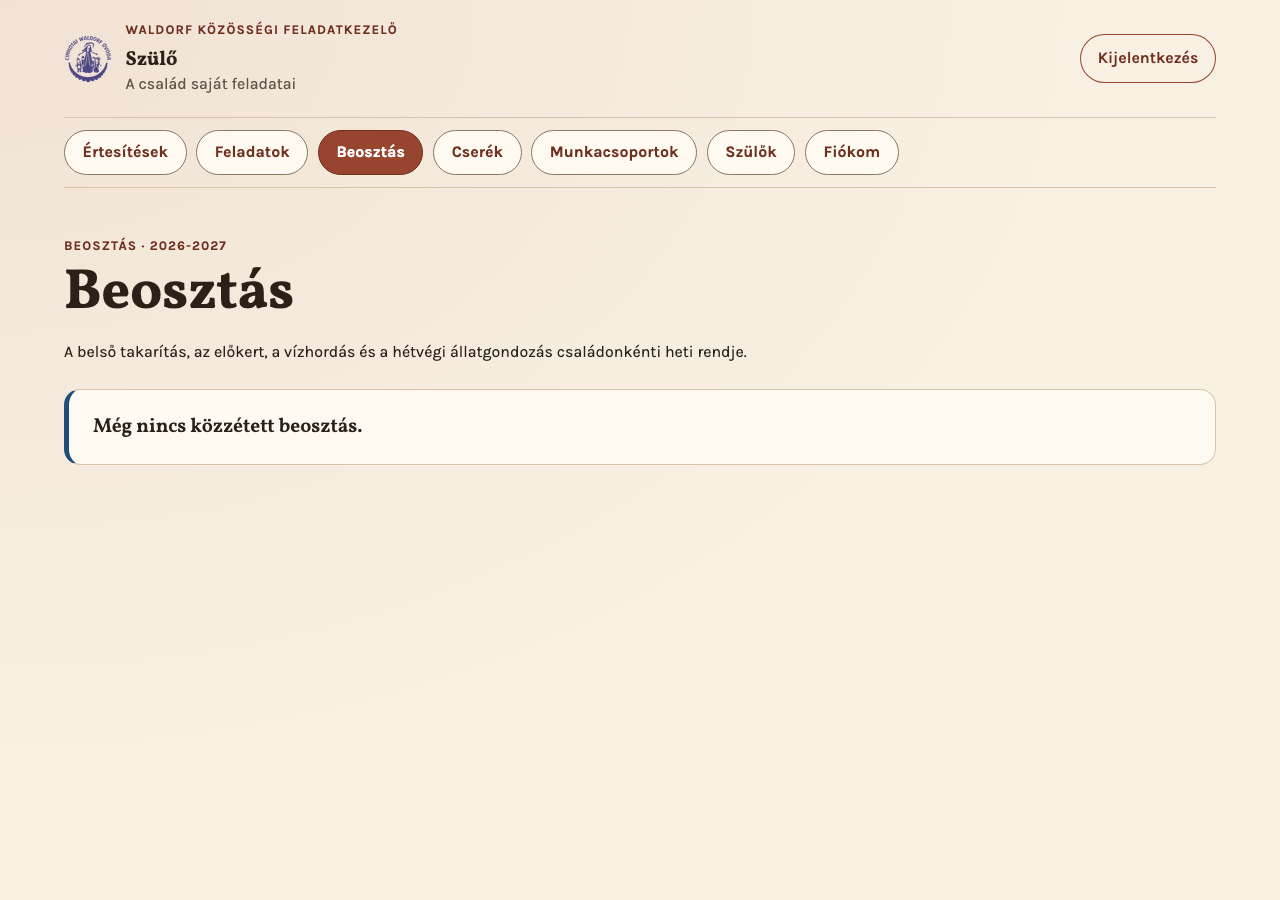 WALDORF KÖZÖSSÉGI FELADATKEZELŐ
Szülő
A család saját feladatai
Kijelentkezés
Értesítések
Feladatok
Beosztás
Cserék
Munkacsoportok
Szülők
Fiókom
BEOSZTÁS · 2026-2027
Beosztás
A belső takarítás, az előkert, a vízhordás és a hétvégi állatgondozás családonkénti heti rendje.
Még nincs közzétett beosztás.